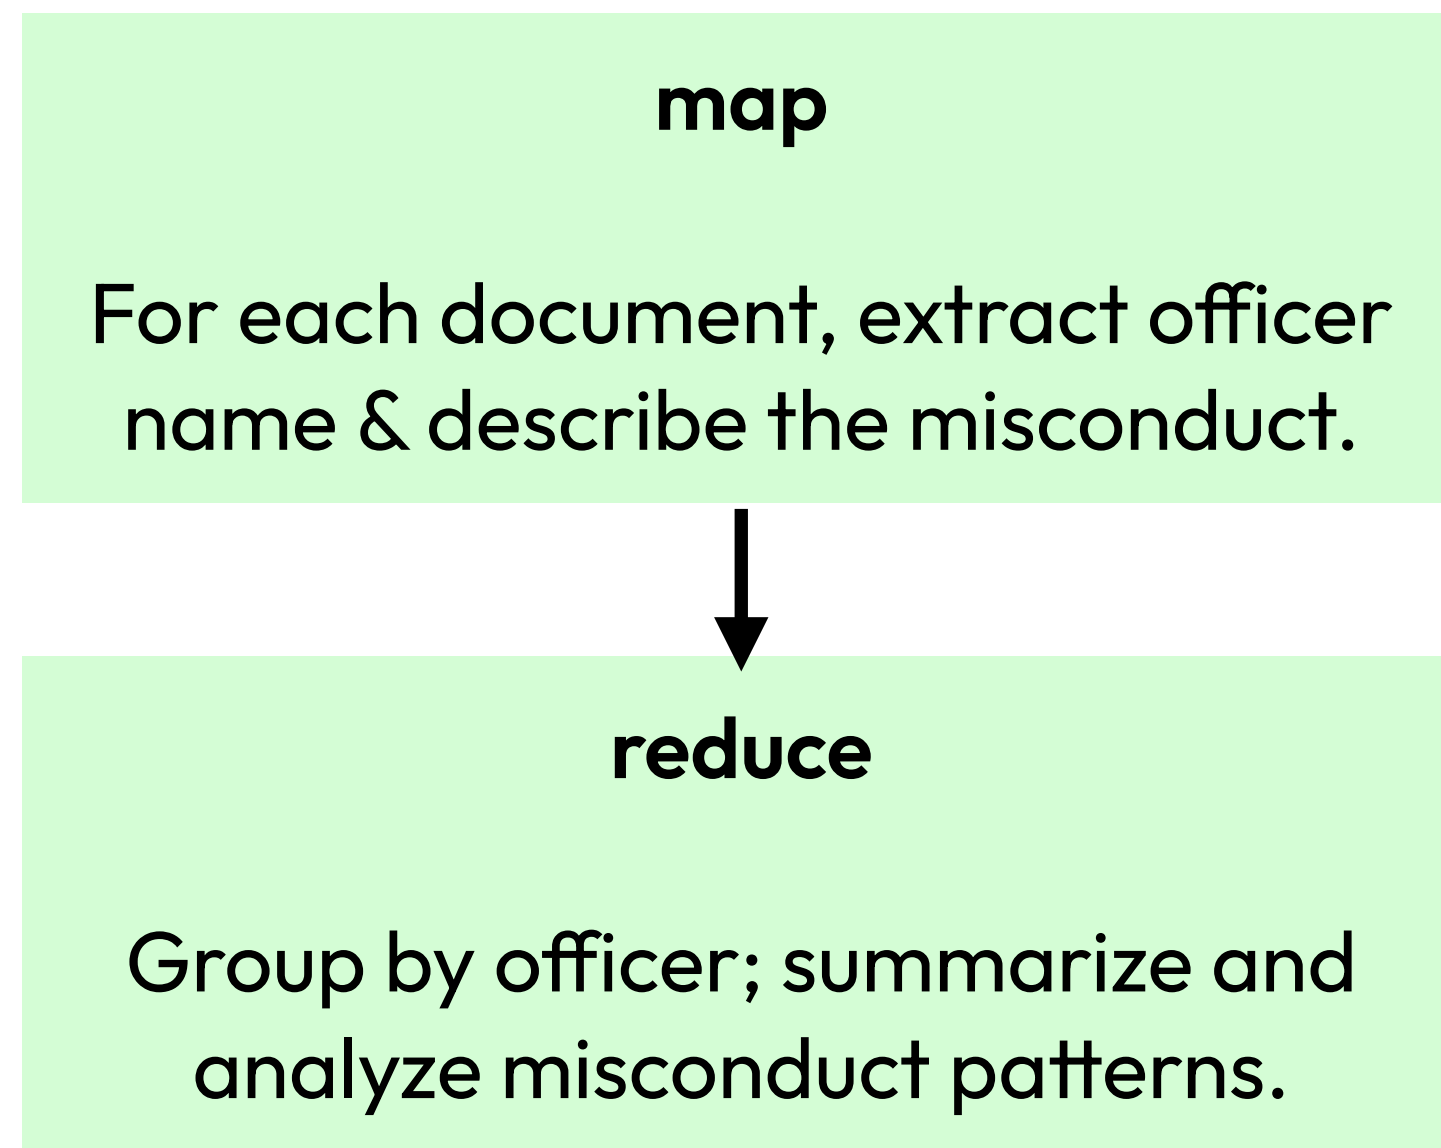 map
For each document, extract officer
name & describe the misconduct.
reduce
Group by officer; summarize and
analyze misconduct patterns.